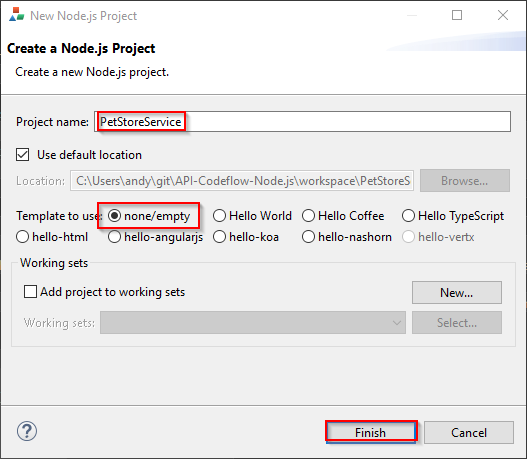 New Node.js Project
Create a Node.js Project
Create a new Node.js project.
Project name: PetStoreService
Use default location
Location: C:\Users\andy\git\API-Codeflow-Node.js\workspace\PetStoreS Browse...
Template to use: none/empty Hello World Hello Coffee Hello TypeScript
hello-html hello-angularjs hello-koa hello-nashorn hello-vertx
Working sets
Add project to working sets New...
Working sets: Select...
? Finish Cancel